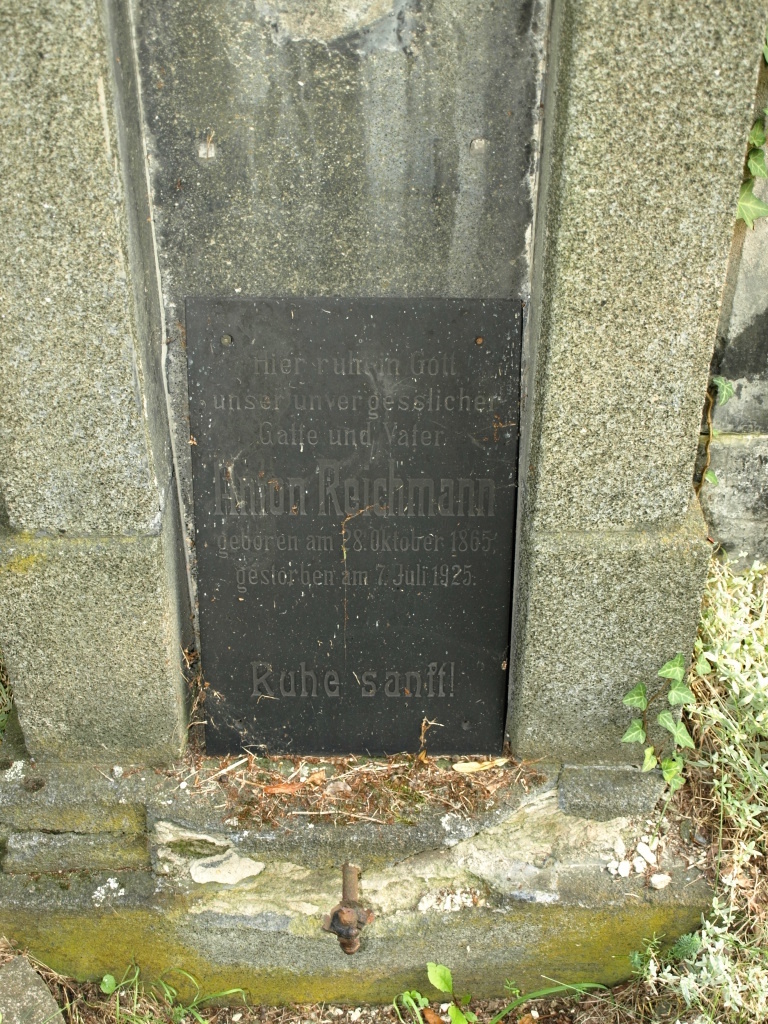 Hier ruht in Gott
unser unvergesslicher
Gatte und Vater.
Anton Reichmann
geboren am 28. Oktober 1865,
gestorben am 7. Juli 1925.
Ruhe sanft!